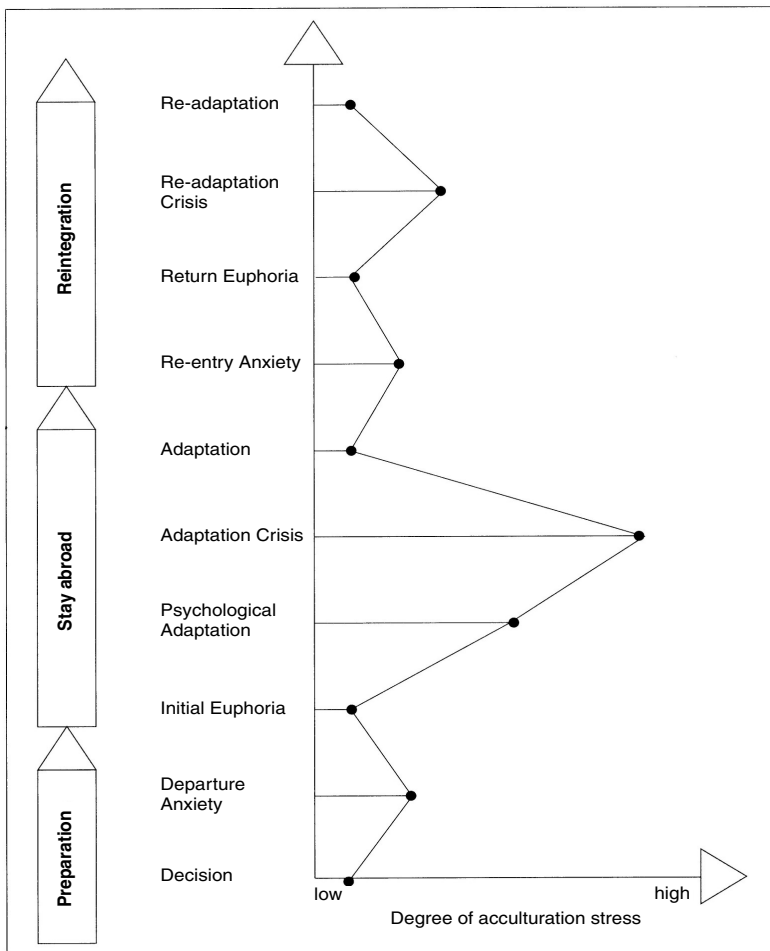 Reintegration
Stay abroad
Preparation
Re-adaptation
Re-adaptation
Crisis
Return Euphoria
Re-entry Anxiety
Adaptation
Adaptation Crisis
Psychological
Adaptation
Initial Euphoria
Departure
Anxiety
Decision
low
high
Degree of acculturation stress